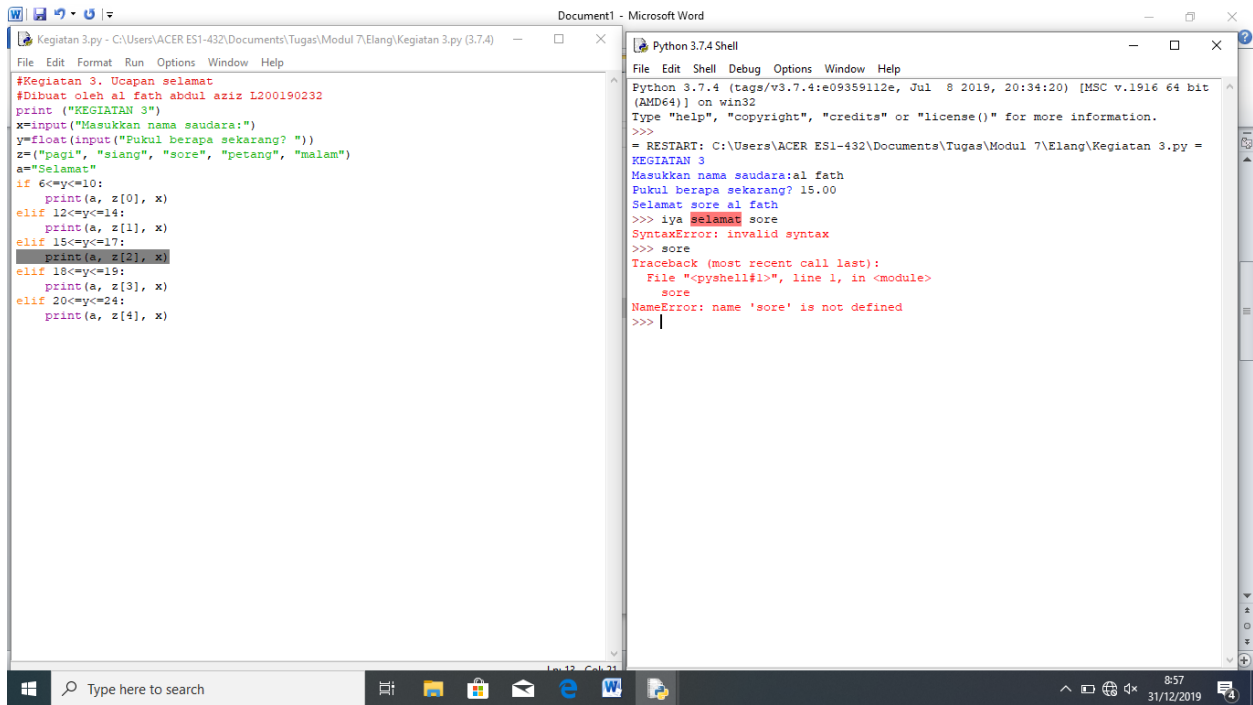 Document1 - Microsoft Word
Kegiatan 3.py - C:\Users\ACER ES1-432\Documents\Tugas\Modul 7\Elang\Kegiatan 3.py (3.7.4)
File Edit Format Run Options Window Help
#Kegiatan 3. Ucapan selamat
#Dibuat oleh al fath abdul aziz L200190232
print ("KEGIATAN 3")
x=input("Masukkan nama saudara:")
y=float(input("Pukul berapa sekarang? "))
z=("pagi", "siang", "sore", "petang", "malam")
a="Selamat"
if 6<=y<=10:
    print(a, z[0], x)
elif 12<=y<=14:
    print(a, z[1], x)
elif 15<=y<=17:
    print(a, z[2], x)
elif 18<=y<=19:
    print(a, z[3], x)
elif 20<=y<=24:
    print(a, z[4], x)
Ln: 13 Col: 21
Python 3.7.4 Shell
File Edit Shell Debug Options Window Help
Python 3.7.4 (tags/v3.7.4:e09359112e, Jul  8 2019, 20:34:20) [MSC v.1916 64 bit
(AMD64)] on win32
Type "help", "copyright", "credits" or "license()" for more information.
>>>
= RESTART: C:\Users\ACER ES1-432\Documents\Tugas\Modul 7\Elang\Kegiatan 3.py =
KEGIATAN 3
Masukkan nama saudara:al fath
Pukul berapa sekarang? 15.00
Selamat sore al fath
>>> iya selamat sore
SyntaxError: invalid syntax
>>> sore
Traceback (most recent call last):
  File "<pyshell#1>", line 1, in <module>
    sore
NameError: name 'sore' is not defined
>>>
Type here to search
8:57
31/12/2019
4